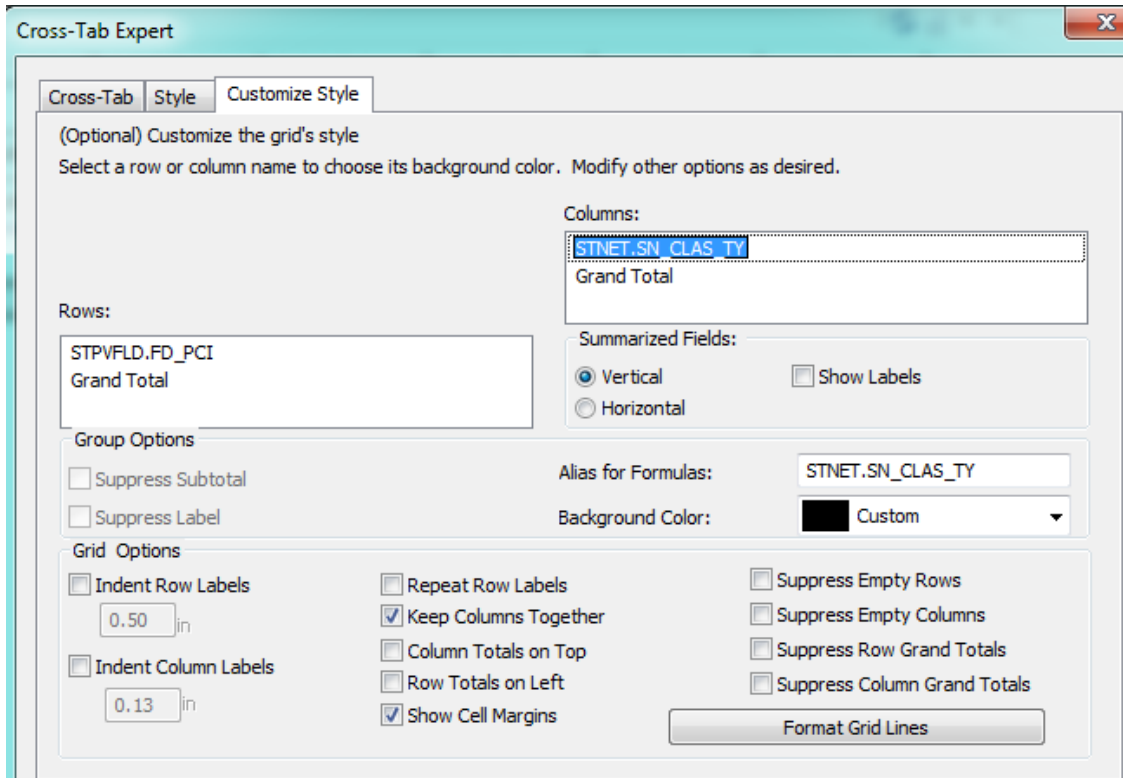 Cross-Tab Expert
Cross-Tab Style Customize Style
(Optional) Customize the grid's style
Select a row or column name to choose its background color. Modify other options as desired.
Columns:
STNET.SN_CLAS_TY
Grand Total
Rows:
STPVFLD.FD_PCI
Grand Total
Summarized Fields:
Vertical
Show Labels
Horizontal
Group Options
Suppress Subtotal
Suppress Label
Alias for Formulas: STNET.SN_CLAS_TY
Background Color: Custom
Grid Options
Indent Row Labels
0.50 in
Indent Column Labels
0.13 in
Repeat Row Labels
Keep Columns Together
Column Totals on Top
Row Totals on Left
Show Cell Margins
Suppress Empty Rows
Suppress Empty Columns
Suppress Row Grand Totals
Suppress Column Grand Totals
Format Grid Lines